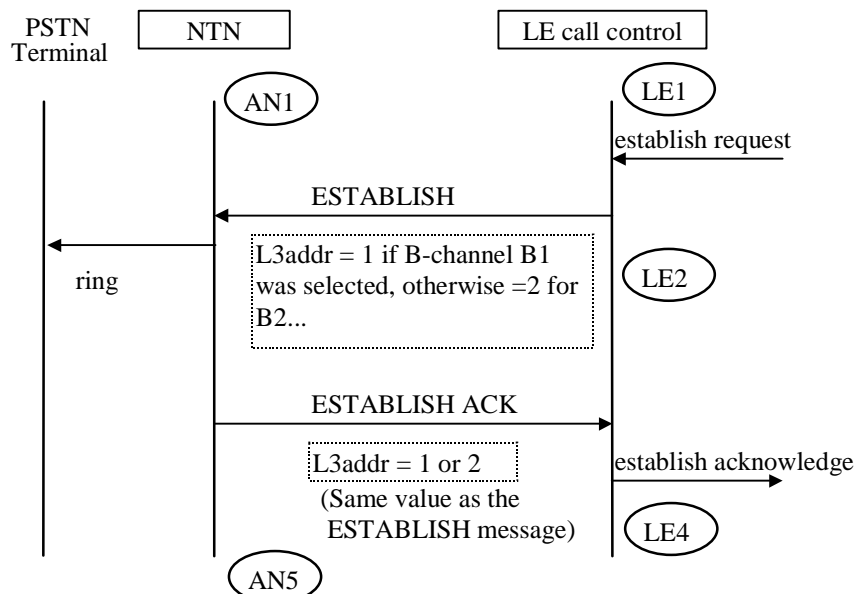 PSTN
Terminal
NTN
LE call control
AN1
LE1
establish request
ESTABLISH
L3addr = 1 if B-channel B1
was selected, otherwise =2 for
B2...
ring
LE2
ESTABLISH ACK
L3addr = 1 or 2
(Same value as the
ESTABLISH message)
establish acknowledge
LE4
AN5